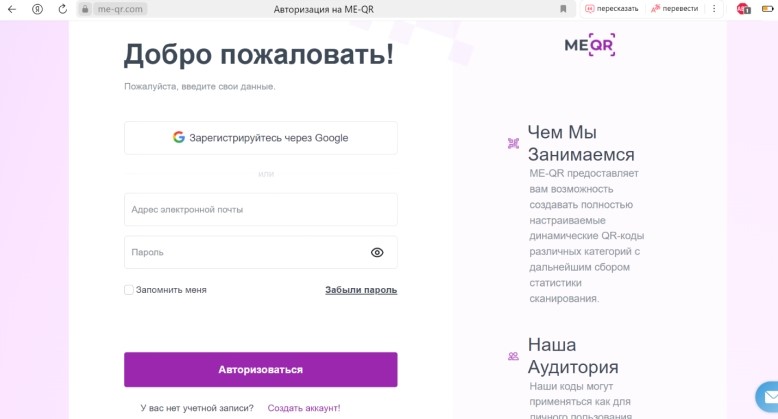 me-qr.com
Авторизация на ME-QR
пересказать
перевести
Добро пожаловать!
Пожалуйста, введите свои данные.
Зарегистрируйтесь через Google
или
Адрес электронной почты
Пароль
Запомнить меня
Забыли пароль
Авторизоваться
У вас нет учетной записи? Создать аккаунт!
MEQR
Чем Мы
Занимаемся
ME-QR предоставляет
вам возможность
создавать полностью
настраиваемые
динамические QR-коды
различных категорий с
дальнейшим сбором
статистики
сканирования.
Наша
Аудитория
Наши коды могут
применяться как для
личного пользования